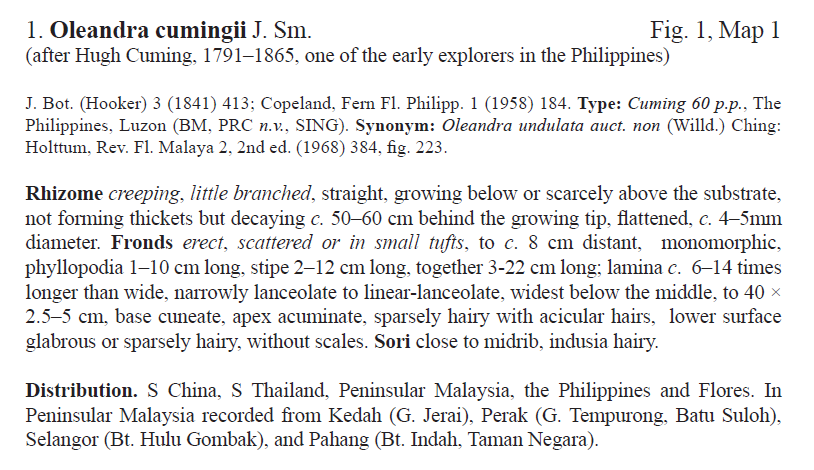 1. Oleandra cumingii J. Sm. Fig. 1, Map 1
(after Hugh Cuming, 1791–1865, one of the early explorers in the Philippines)
J. Bot. (Hooker) 3 (1841) 413; Copeland, Fern Fl. Philipp. 1 (1958) 184. Type: Cuming 60 p.p., The
Philippines, Luzon (BM, PRC n.v., SING). Synonym: Oleandra undulata auct. non (Willd.) Ching:
Holttum, Rev. Fl. Malaya 2, 2nd ed. (1968) 384, fig. 223.
Rhizome creeping, little branched, straight, growing below or scarcely above the substrate,
not forming thickets but decaying c. 50–60 cm behind the growing tip, flattened, c. 4–5mm
diameter. Fronds erect, scattered or in small tufts, to c. 8 cm distant, monomorphic,
phyllopodia 1–10 cm long, stipe 2–12 cm long, together 3-22 cm long; lamina c. 6–14 times
longer than wide, narrowly lanceolate to linear-lanceolate, widest below the middle, to 40 ×
2.5–5 cm, base cuneate, apex acuminate, sparsely hairy with acicular hairs, lower surface
glabrous or sparsely hairy, without scales. Sori close to midrib, indusia hairy.
Distribution. S China, S Thailand, Peninsular Malaysia, the Philippines and Flores. In
Peninsular Malaysia recorded from Kedah (G. Jerai), Perak (G. Tempurong, Batu Suloh),
Selangor (Bt. Hulu Gombak), and Pahang (Bt. Indah, Taman Negara).